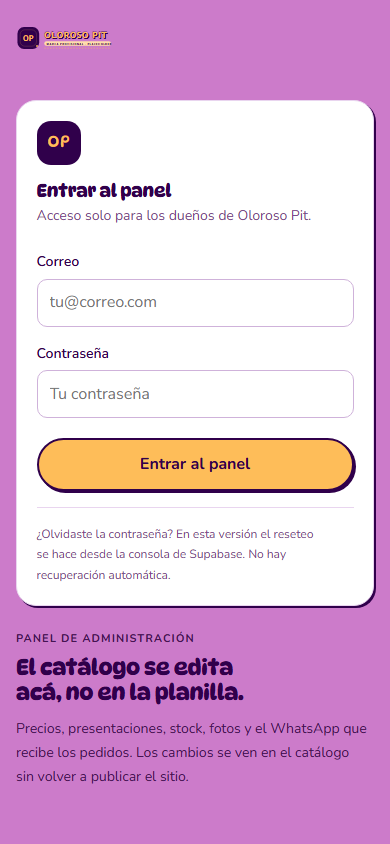 OP
OLOROSO PIT
OP
Entrar al panel
Acceso solo para los dueños de Oloroso Pit.
Correo
tu@correo.com
Contraseña
Tu contraseña
Entrar al panel
¿Olvidaste la contraseña? En esta versión el reseteo
se hace desde la consola de Supabase. No hay
recuperación automática.
PANEL DE ADMINISTRACIÓN
El catálogo se edita
acá, no en la planilla.
Precios, presentaciones, stock, fotos y el WhatsApp que
recibe los pedidos. Los cambios se ven en el catálogo
sin volver a publicar el sitio.